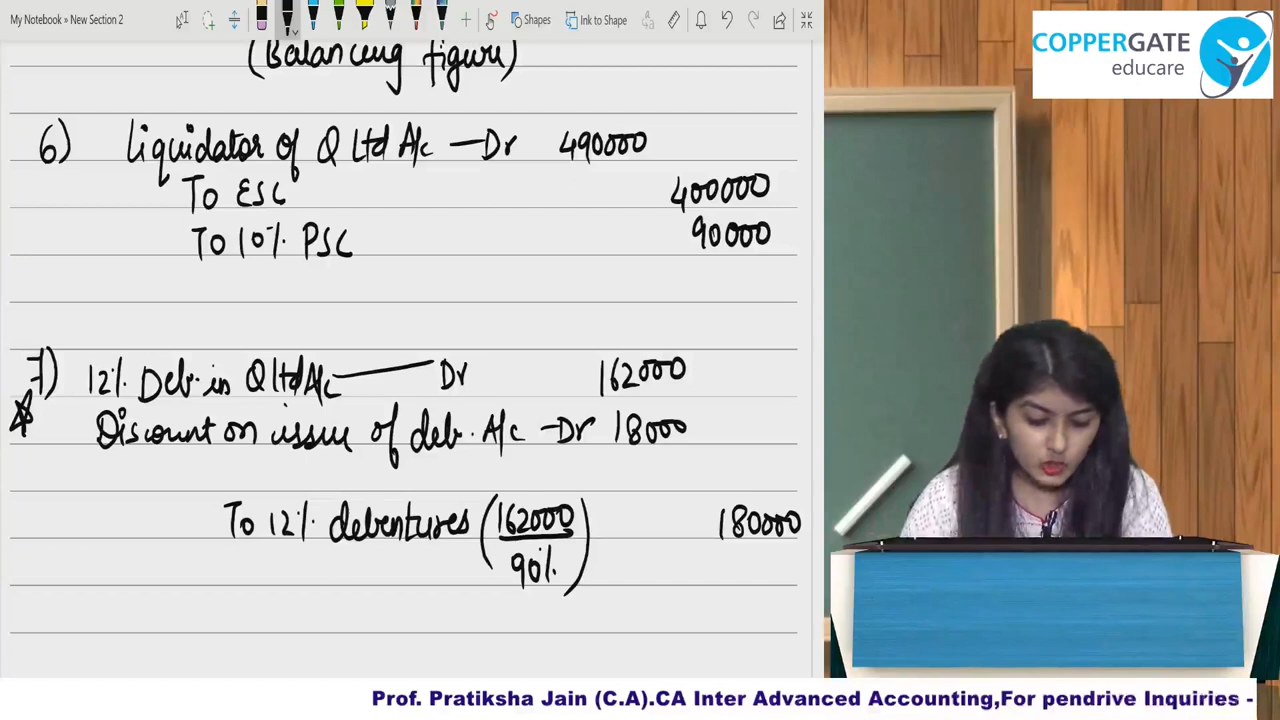 My Notebook » New Section 2
Shapes
Ink to Shape
COPPERGATE
educare
(Balancing figure)
6) Liquidator of Q Ltd A/c — Dr 490000
To ESC 400000
To 10% PSC 90000
7) 12% Deb. in Q Ltd A/c — Dr 162000
Discount on issue of deb. A/c - Dr 18000
To 12% debentures (162000 / 90%) 180000
Prof. Pratiksha Jain (C.A).CA Inter Advanced Accounting,For pendrive Inquiries -